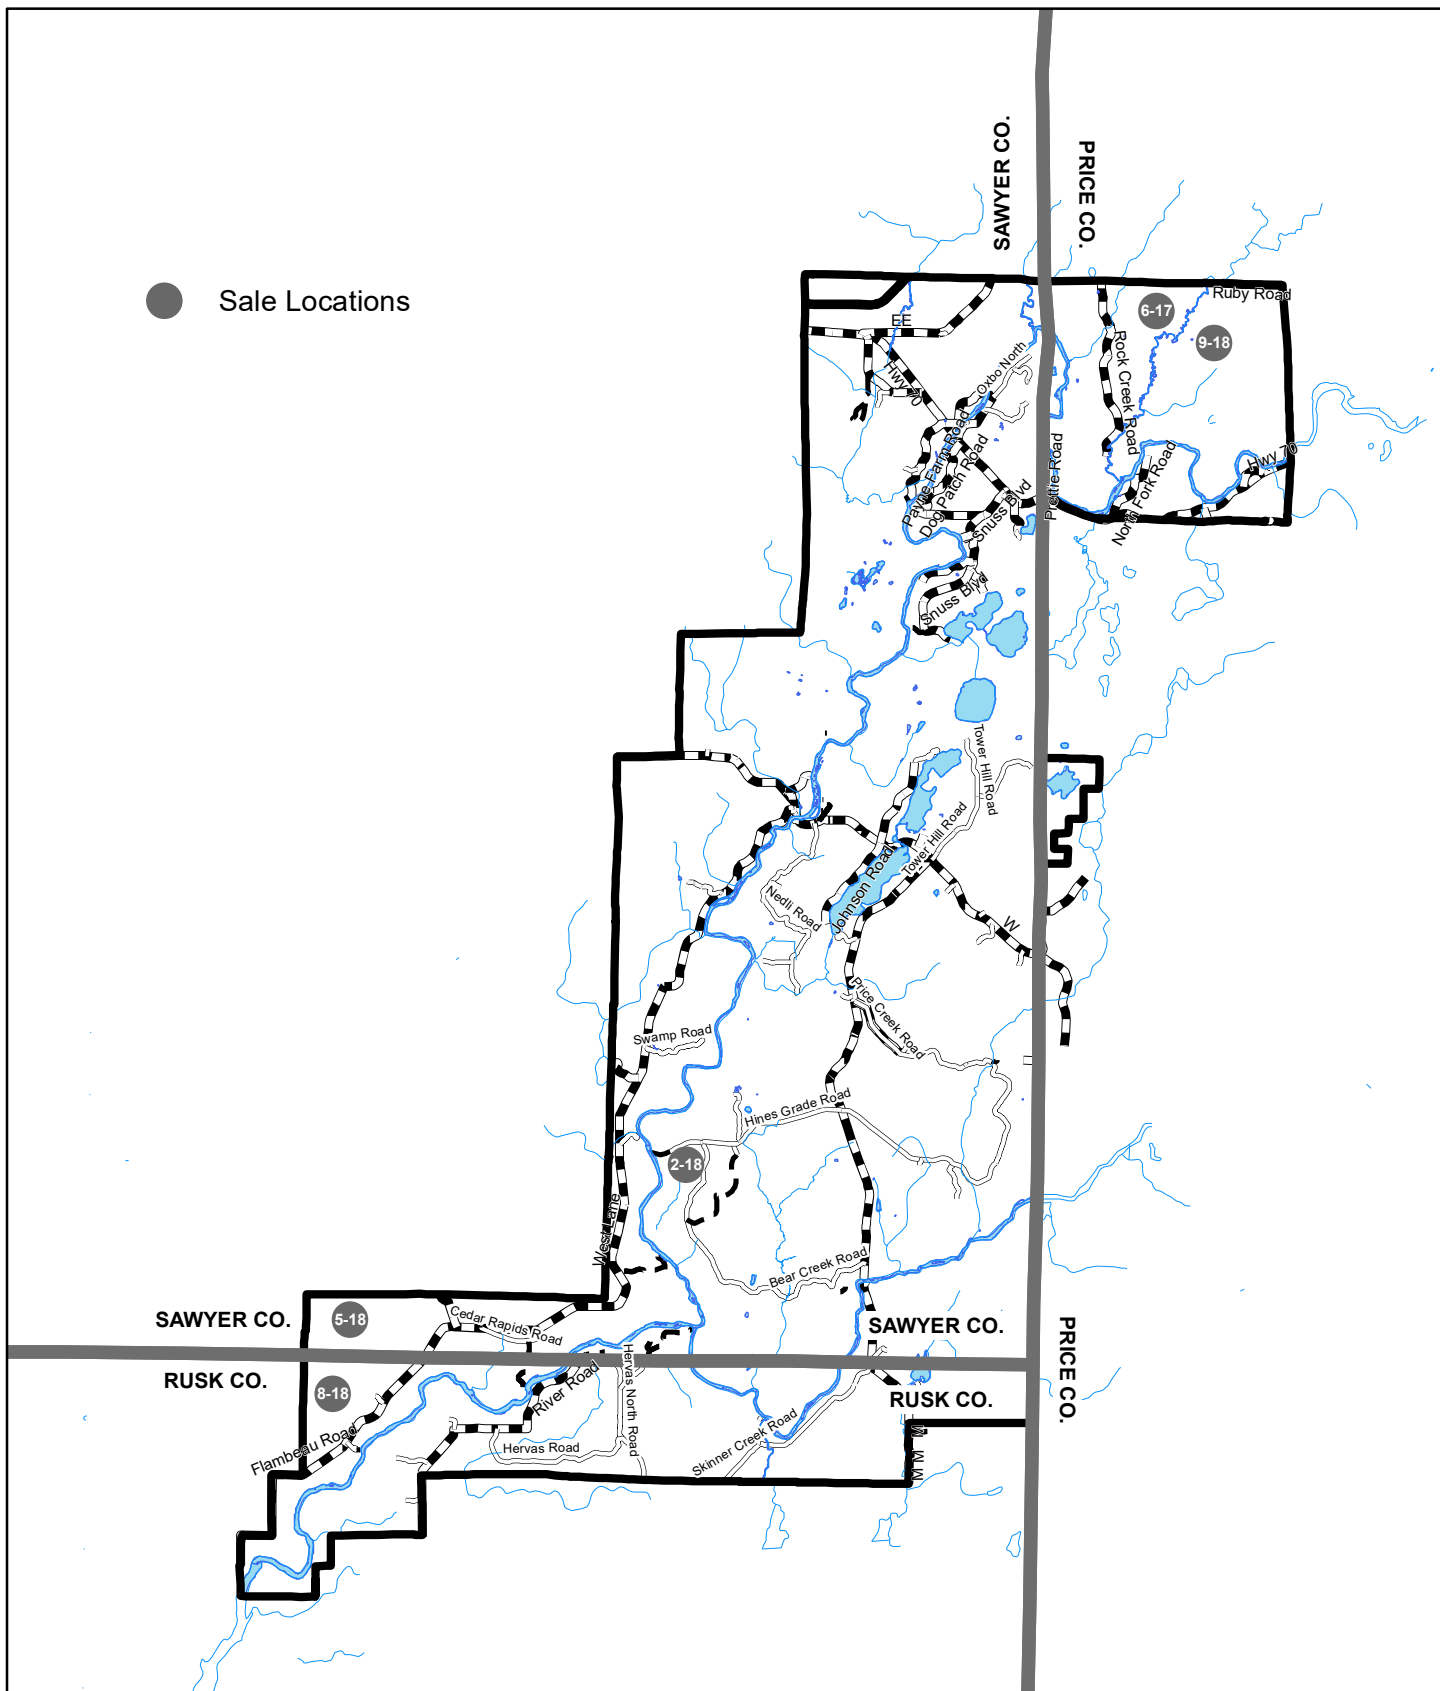 SAWYER CO.
PRICE CO.
Sale Locations
Ruby Road
6-17
9-18
EE
Hwy 70
Oxbo North
Rock Creek Road
Payne Farm Road
Dog Patch Road
Snuss Blvd
Prettie Road
North Fork Road
Hwy 70
Snuss Blvd
Tower Hill Road
Tower Hill Road
Johnson Road
Nedli Road
W
Price Creek Road
Swamp Road
Hines Grade Road
2-18
West Lane
Bear Creek Road
5-18
Cedar Rapids Road
SAWYER CO.
SAWYER CO.
PRICE CO.
RUSK CO.
8-18
River Road
Hervas North Road
RUSK CO.
Flambeau Road
Hervas Road
Skinner Creek Road
M
M
M